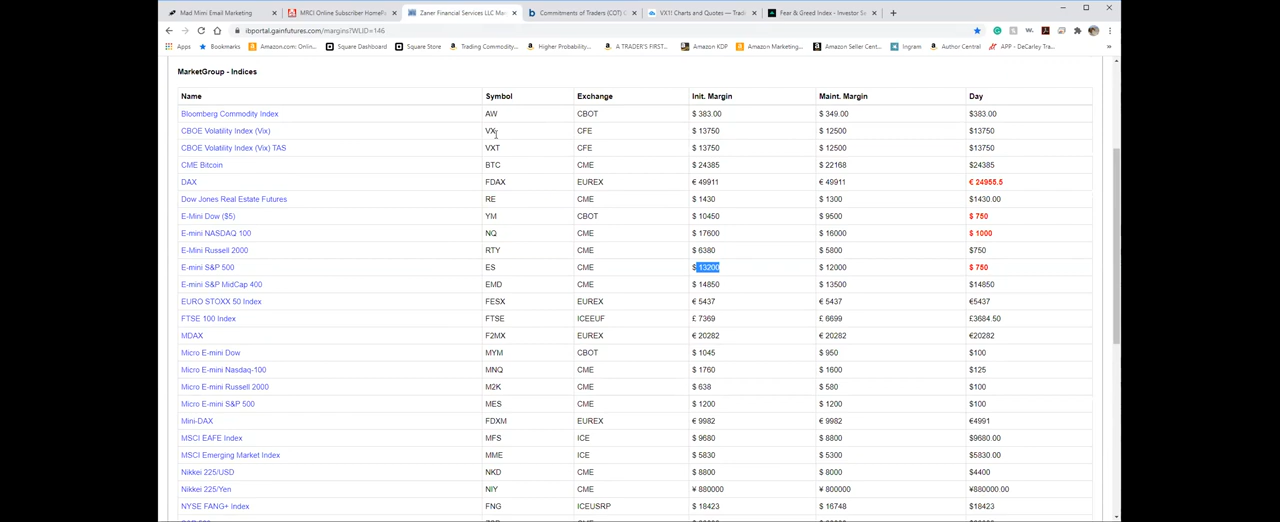 Mad Mimi Email Marketing
MRCI Online Subscriber HomePa
Zaner Financial Services LLC Mar
Commitments of Traders (COT) C
VX1! Charts and Quotes — Tradi
Fear & Greed Index - Investor Se
ibportal.gainfutures.com/margins?WLID=146
Apps Bookmarks Amazon.com: Onlin... Square Dashboard Square Store Trading Commodity... Higher Probability... A TRADER'S FIRST... Amazon KDP Amazon Marketing... Amazon Seller Cent... Ingram Author Central APP - DeCarley Tra...
MarketGroup - Indices
Name Symbol Exchange Init. Margin Maint. Margin Day
Bloomberg Commodity Index AW CBOT $ 383.00 $ 349.00 $383.00
CBOE Volatility Index (Vix) VX CFE $ 13750 $ 12500 $13750
CBOE Volatility Index (Vix) TAS VXT CFE $ 13750 $ 12500 $13750
CME Bitcoin BTC CME $ 24385 $ 22168 $24385
DAX FDAX EUREX € 49911 € 49911 € 24955.5
Dow Jones Real Estate Futures RE CME $ 1430 $ 1300 $1430.00
E-Mini Dow ($5) YM CBOT $ 10450 $ 9500 $ 750
E-mini NASDAQ 100 NQ CME $ 17600 $ 16000 $ 1000
E-Mini Russell 2000 RTY CME $ 6380 $ 5800 $750
E-mini S&P 500 ES CME $ 13200 $ 12000 $ 750
E-mini S&P MidCap 400 EMD CME $ 14850 $ 13500 $14850
EURO STOXX 50 Index FESX EUREX € 5437 € 5437 €5437
FTSE 100 Index FTSE ICEEUF £ 7369 £ 6699 £3684.50
MDAX F2MX EUREX € 20282 € 20282 €20282
Micro E-mini Dow MYM CBOT $ 1045 $ 950 $100
Micro E-mini Nasdaq-100 MNQ CME $ 1760 $ 1600 $125
Micro E-mini Russell 2000 M2K CME $ 638 $ 580 $100
Micro E-mini S&P 500 MES CME $ 1200 $ 1200 $100
Mini-DAX FDXM EUREX € 9982 € 9982 €4991
MSCI EAFE Index MFS ICE $ 9680 $ 8800 $9680.00
MSCI Emerging Market Index MME ICE $ 5830 $ 5300 $5830.00
Nikkei 225/USD NKD CME $ 8800 $ 8000 $4400
Nikkei 225/Yen NIY CME ¥ 880000 ¥ 800000 ¥880000.00
NYSE FANG+ Index FNG ICEUSRP $ 18423 $ 16748 $18423